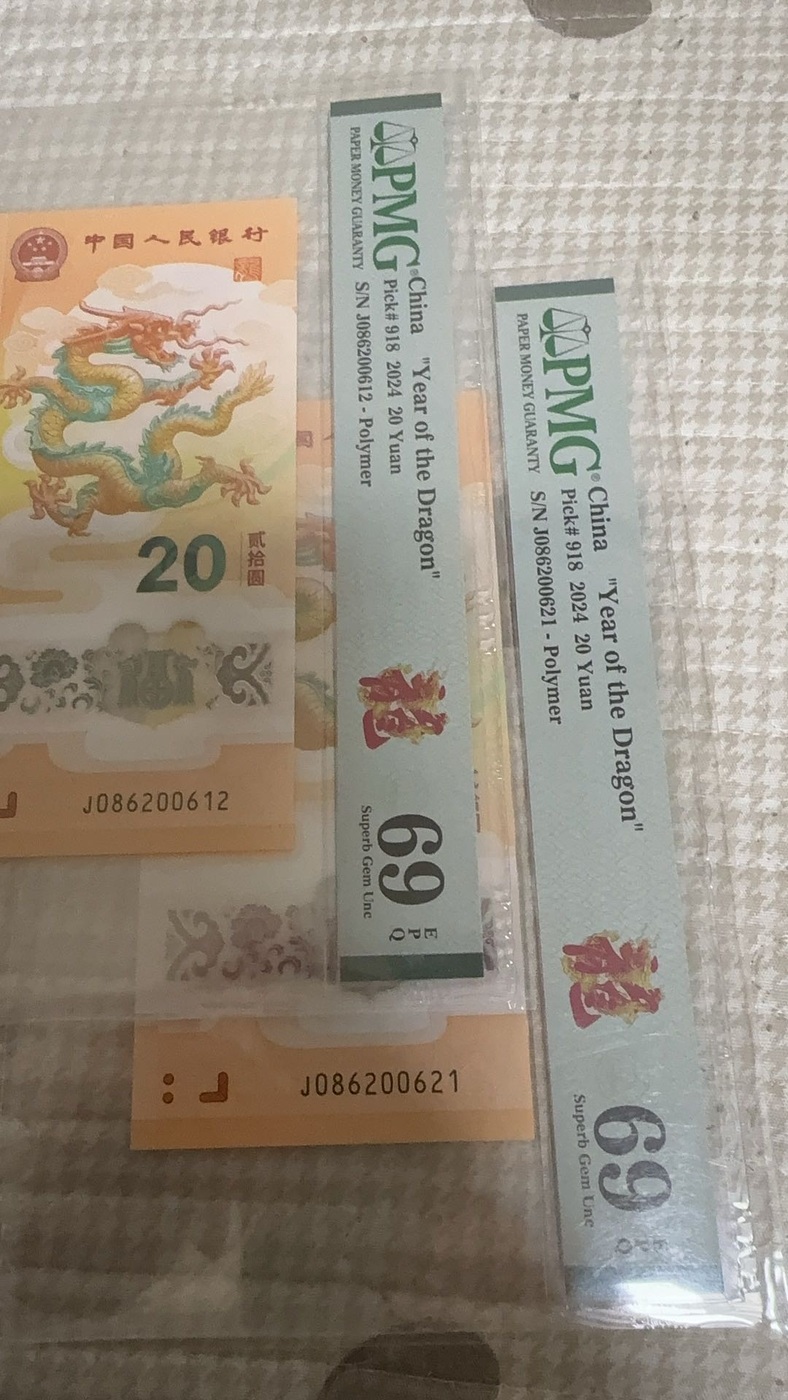 中国人民银行
20
贰拾圆
J086200612
PMG®
PAPER MONEY GUARANTY
China "Year of the Dragon"
Pick# 918 2024 20 Yuan
S/N J086200612 - Polymer
69
EPQ
Superb Gem Unc
J086200621
PMG®
PAPER MONEY GUARANTY
China "Year of the Dragon"
Pick# 918 2024 20 Yuan
S/N J086200621 - Polymer
69
EPQ
Superb Gem Unc